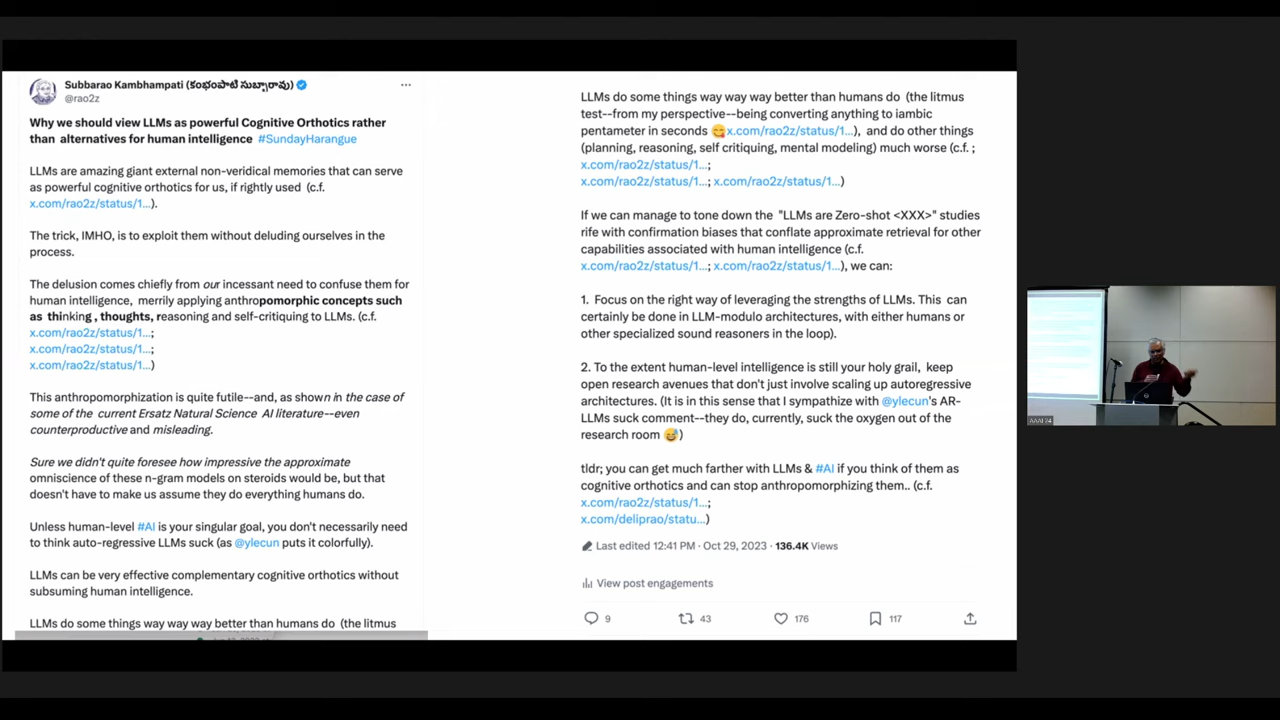 Subbarao Kambhampati (కంభంపాటి సుబ్బారావు)
@rao2z
Why we should view LLMs as powerful Cognitive Orthotics rather
than alternatives for human intelligence #SundayHarangue
LLMs are amazing giant external non-veridical memories that can serve
as powerful cognitive orthotics for us, if rightly used (c.f.
x.com/rao2z/status/1...).
The trick, IMHO, is to exploit them without deluding ourselves in the
process.
The delusion comes chiefly from our incessant need to confuse them for
human intelligence, merrily applying anthropomorphic concepts such
as thinking , thoughts, reasoning and self-critiquing to LLMs. (c.f.
x.com/rao2z/status/1...;
x.com/rao2z/status/1...;
x.com/rao2z/status/1...)
This anthropomorphization is quite futile--and, as shown in the case of
some of the current Ersatz Natural Science AI literature--even
counterproductive and misleading.
Sure we didn't quite foresee how impressive the approximate
omniscience of these n-gram models on steroids would be, but that
doesn't have to make us assume they do everything humans do.
Unless human-level #AI is your singular goal, you don't necessarily need
to think auto-regressive LLMs suck (as @ylecun puts it colorfully).
LLMs can be very effective complementary cognitive orthotics without
subsuming human intelligence.
LLMs do some things way way way better than humans do (the litmus
LLMs do some things way way way better than humans do (the litmus
test--from my perspective--being converting anything to iambic
pentameter in seconds 😋x.com/rao2z/status/1...), and do other things
(planning, reasoning, self critiquing, mental modeling) much worse (c.f. ;
x.com/rao2z/status/1...;
x.com/rao2z/status/1...; x.com/rao2z/status/1...)
If we can manage to tone down the "LLMs are Zero-shot <XXX>" studies
rife with confirmation biases that conflate approximate retrieval for other
capabilities associated with human intelligence (c.f.
x.com/rao2z/status/1...; x.com/rao2z/status/1...), we can:
1. Focus on the right way of leveraging the strengths of LLMs. This can
certainly be done in LLM-modulo architectures, with either humans or
other specialized sound reasoners in the loop).
2. To the extent human-level intelligence is still your holy grail, keep
open research avenues that don't just involve scaling up autoregressive
architectures. (It is in this sense that I sympathize with @ylecun's AR-
LLMs suck comment--they do, currently, suck the oxygen out of the
research room 😅)
tldr; you can get much farther with LLMs & #AI if you think of them as
cognitive orthotics and can stop anthropomorphizing them.. (c.f.
x.com/rao2z/status/1...;
x.com/deliprao/statu...)
Last edited 12:41 PM · Oct 29, 2023 · 136.4K Views
View post engagements
9 43 176 117
AAAI 24